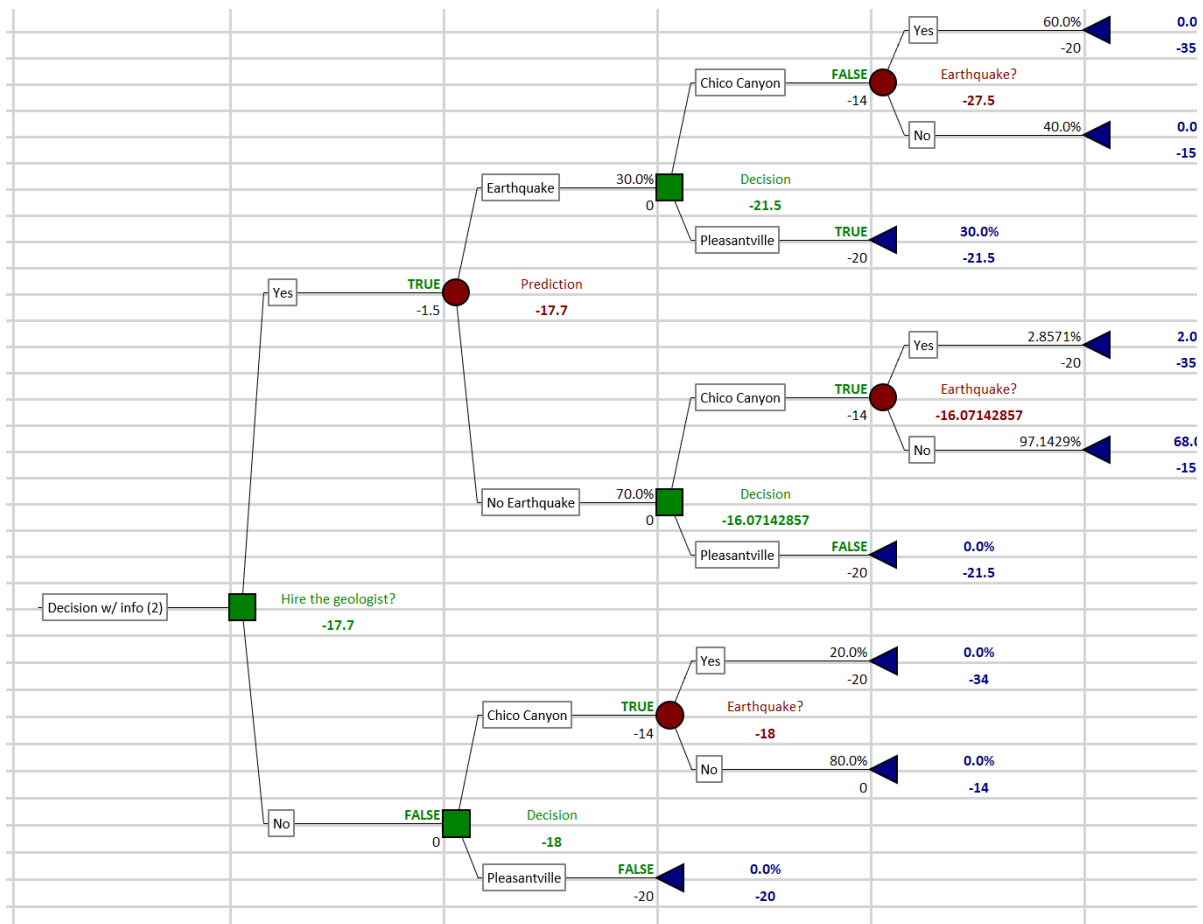 Yes 60.0% 0.0
-20 -35
Chico Canyon FALSE Earthquake?
-14 -27.5
No 40.0% 0.0
-15
Earthquake 30.0% Decision
0 -21.5
Pleasantville TRUE 30.0%
-20 -21.5
Yes TRUE Prediction
-1.5 -17.7
Yes 2.8571% 2.0
-20 -35
Chico Canyon TRUE Earthquake?
-14 -16.07142857
No 97.1429% 68.0
-15
No Earthquake 70.0% Decision
0 -16.07142857
Pleasantville FALSE 0.0%
-20 -21.5
Decision w/ info (2) Hire the geologist?
-17.7
Yes 20.0% 0.0%
-20 -34
Chico Canyon TRUE Earthquake?
-14 -18
No 80.0% 0.0%
0 -14
No FALSE Decision
0 -18
Pleasantville FALSE 0.0%
-20 -20